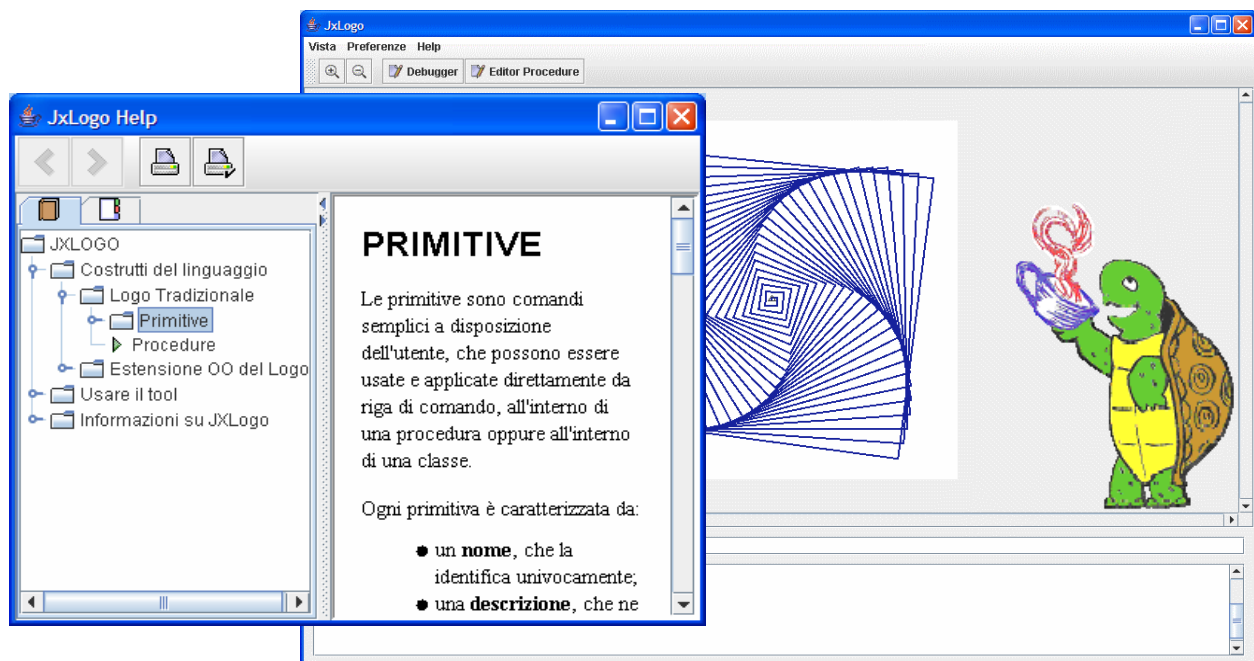 JxLogo
Vista Preferenze Help
Debugger Editor Procedure
JxLogo Help
JXLOGO
Costrutti del linguaggio
Logo Tradizionale
Primitive
Procedure
Estensione OO del Logo
Usare il tool
Informazioni su JXLogo
PRIMITIVE
Le primitive sono comandi
semplici a disposizione
dell'utente, che possono essere
usate e applicate direttamente da
riga di comando, all'interno di
una procedura oppure all'interno
di una classe.
Ogni primitiva è caratterizzata da:
un nome, che la
identifica univocamente;
una descrizione, che ne